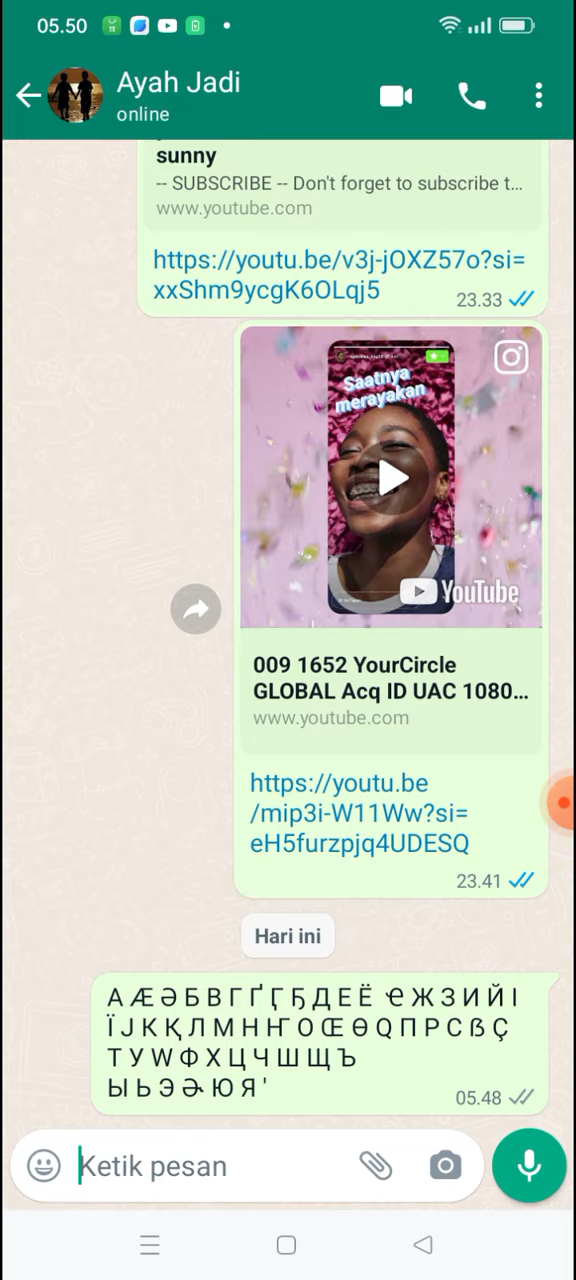 05.50
Ayah Jadi
online
sunny
-- SUBSCRIBE -- Don't forget to subscribe t...
www.youtube.com
https://youtu.be/v3j-jOXZ57o?si=
xxShm9ycgK6OLqj5
23.33
Saatnya
merayakan
YouTube
009 1652 YourCircle
GLOBAL Acq ID UAC 1080...
www.youtube.com
https://youtu.be
/mip3i-W11Ww?si=
eH5furzpjq4UDESQ
23.41
Hari ini
А Æ Ә Б В Г Ґ Ӷ Ҕ Д Е Ё Ҽ Ж З И Й І
Ї Ј К Қ Л М Н Ҥ О Œ Ө Q П Р С ẞ Ç
Т У W Ф Х Ц Ч Ш Щ Ъ
Ы Ь Э Ꭿ Ю Я '
05.48
Ketik pesan